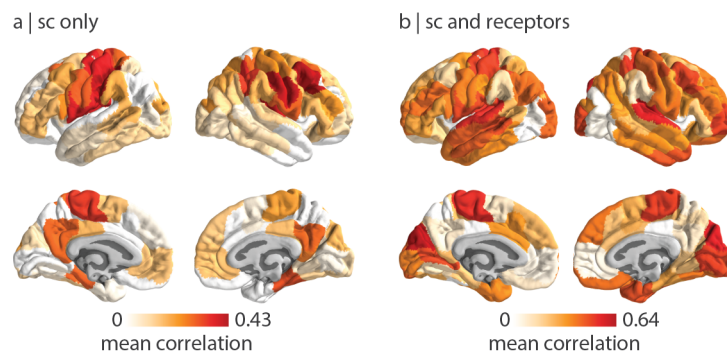 a | sc only
b | sc and receptors
0 0.43
mean correlation
0 0.64
mean correlation